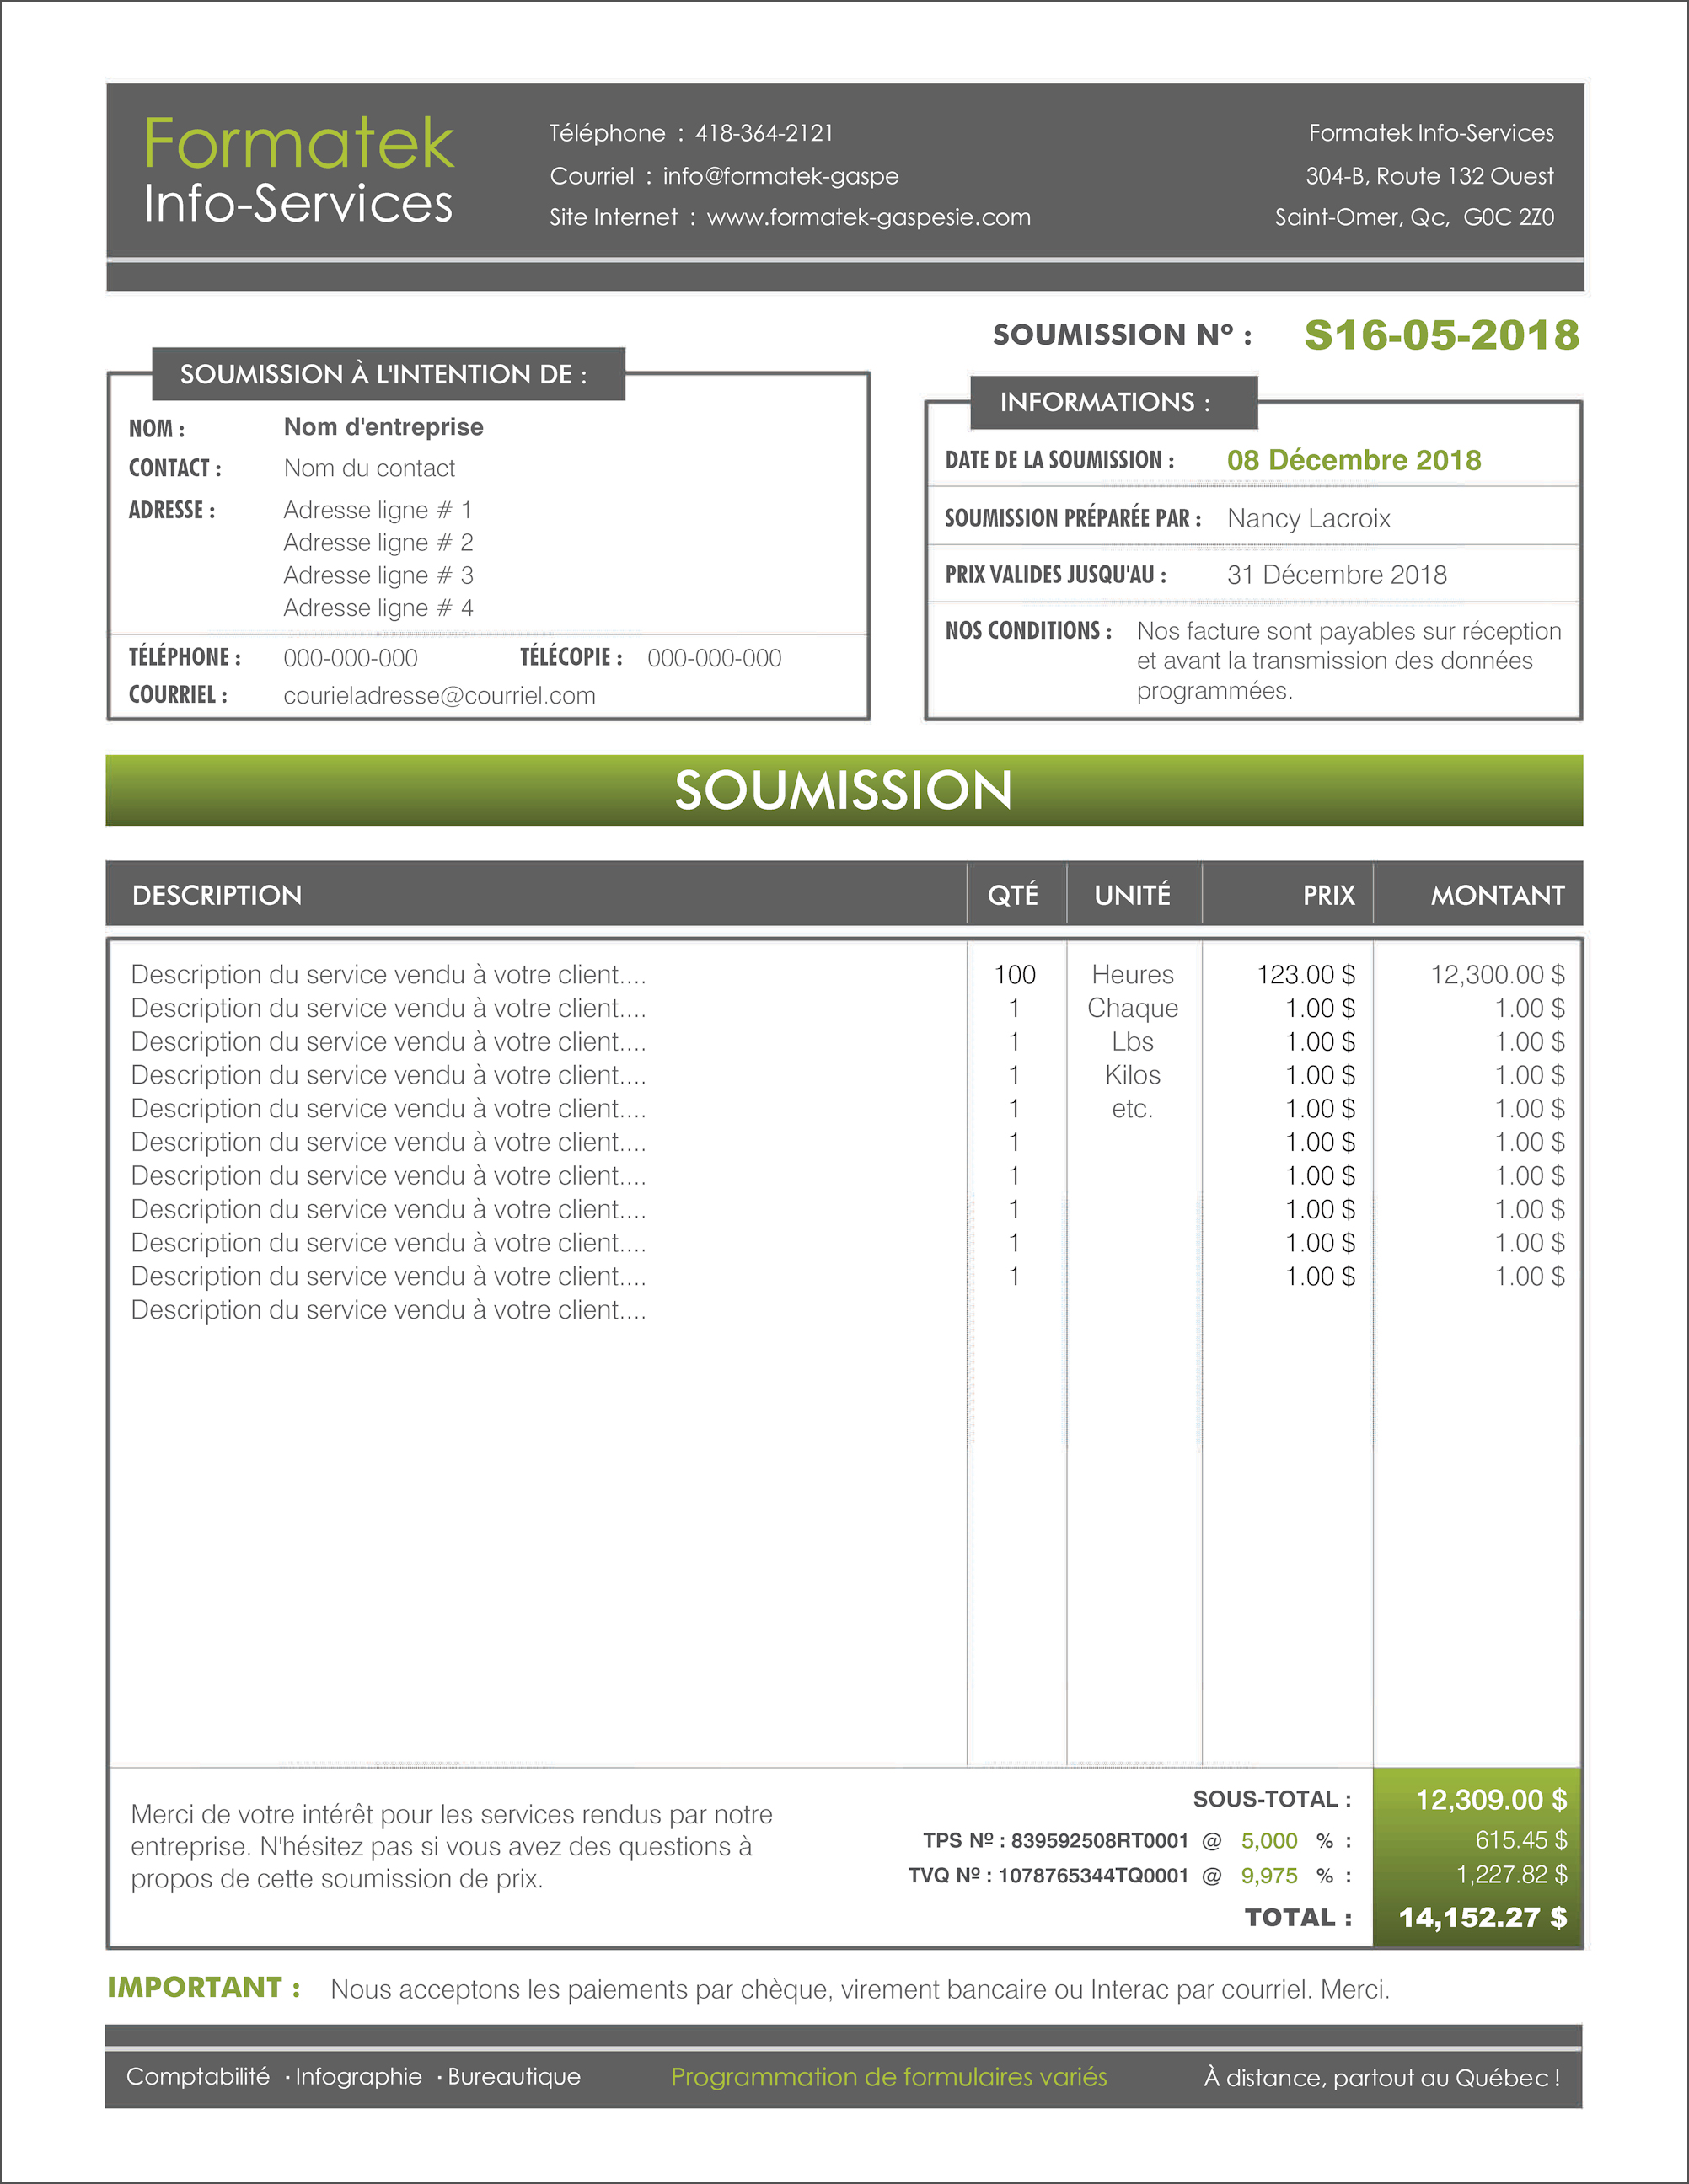 Formatek
Info-Services
Téléphone : 418-364-2121
Courriel : info@formatek-gaspe
Site Internet : www.formatek-gaspesie.com
Formatek Info-Services
304-B, Route 132 Ouest
Saint-Omer, Qc, G0C 2Z0
SOUMISSION Nº : S16-05-2018
SOUMISSION À L'INTENTION DE :
NOM : Nom d'entreprise
CONTACT : Nom du contact
ADRESSE : Adresse ligne # 1
Adresse ligne # 2
Adresse ligne # 3
Adresse ligne # 4
TÉLÉPHONE : 000-000-000 TÉLÉCOPIE : 000-000-000
COURRIEL : courieladresse@courriel.com
INFORMATIONS :
DATE DE LA SOUMISSION : 08 Décembre 2018
SOUMISSION PRÉPARÉE PAR : Nancy Lacroix
PRIX VALIDES JUSQU'AU : 31 Décembre 2018
NOS CONDITIONS : Nos facture sont payables sur réception
et avant la transmission des données
programmées.
SOUMISSION
DESCRIPTION QTÉ UNITÉ PRIX MONTANT
Description du service vendu à votre client.... 100 Heures 123.00 $ 12,300.00 $
Description du service vendu à votre client.... 1 Chaque 1.00 $ 1.00 $
Description du service vendu à votre client.... 1 Lbs 1.00 $ 1.00 $
Description du service vendu à votre client.... 1 Kilos 1.00 $ 1.00 $
Description du service vendu à votre client.... 1 etc. 1.00 $ 1.00 $
Description du service vendu à votre client.... 1 1.00 $ 1.00 $
Description du service vendu à votre client.... 1 1.00 $ 1.00 $
Description du service vendu à votre client.... 1 1.00 $ 1.00 $
Description du service vendu à votre client.... 1 1.00 $ 1.00 $
Description du service vendu à votre client.... 1 1.00 $ 1.00 $
Description du service vendu à votre client....
Merci de votre intérêt pour les services rendus par notre
entreprise. N'hésitez pas si vous avez des questions à
propos de cette soumission de prix.
SOUS-TOTAL : 12,309.00 $
TPS Nº : 839592508RT0001 @ 5,000 % : 615.45 $
TVQ Nº : 1078765344TQ0001 @ 9,975 % : 1,227.82 $
TOTAL : 14,152.27 $
IMPORTANT : Nous acceptons les paiements par chèque, virement bancaire ou Interac par courriel. Merci.
Comptabilité · Infographie · Bureautique Programmation de formulaires variés À distance, partout au Québec !